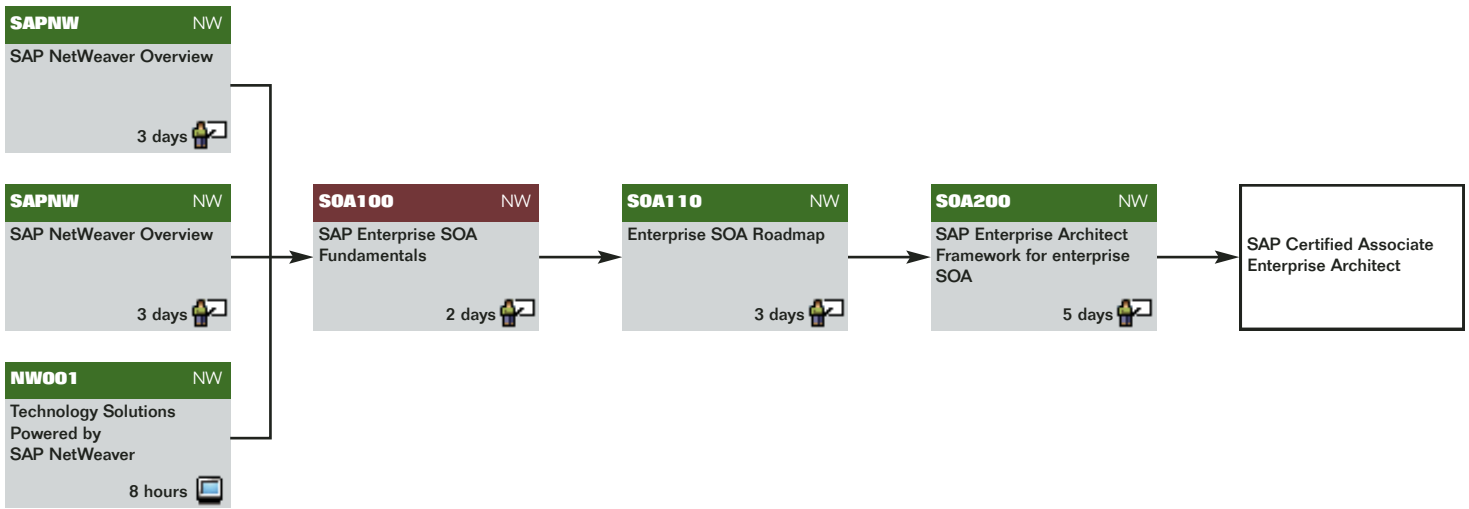 SAPNW NW
SAP NetWeaver Overview
3 days
SAPNW NW
SAP NetWeaver Overview
3 days
NW001 NW
Technology Solutions
Powered by
SAP NetWeaver
8 hours
SOA100 NW
SAP Enterprise SOA
Fundamentals
2 days
SOA110 NW
Enterprise SOA Roadmap
3 days
SOA200 NW
SAP Enterprise Architect
Framework for enterprise
SOA
5 days
SAP Certified Associate
Enterprise Architect